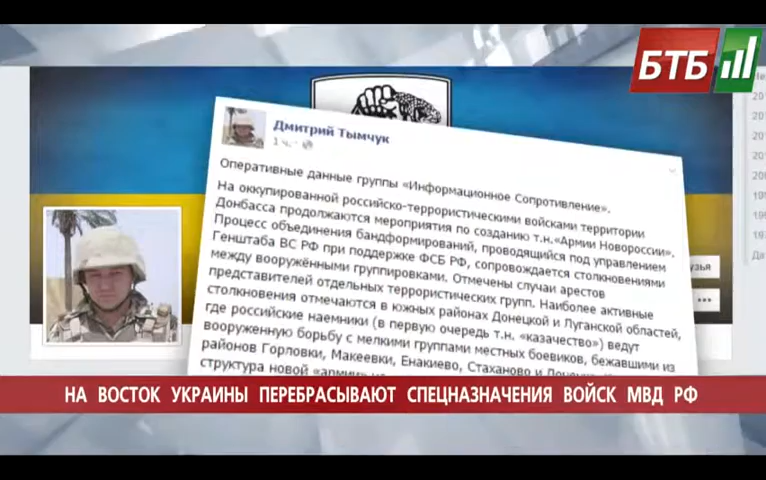 БТБ
Дмитрий Тымчук
1 ч. ·
Оперативные данные группы «Информационное Сопротивление».
На оккупированной российско-террористическими войсками территории
Донбасса продолжаются мероприятия по созданию т.н.«Армии Новороссии».
Процесс объединения бандформирований, проводящийся под управлением
Генштаба ВС РФ при поддержке ФСБ РФ, сопровождается столкновениями
между вооружёнными группировками. Отмечены случаи арестов
представителей отдельных террористических групп. Наиболее активные
столкновения отмечаются в южных районах Донецкой и Луганской областей,
где российские наемники (в первую очередь т.н. «казачество») ведут
вооруженную борьбу с мелкими группами местных боевиков, бежавшими из
районов Горловки, Макеевки, Енакиево, Стаханово и
структура новой «армии»
НА ВОСТОК УКРАИНЫ ПЕРЕБРАСЫВАЮТ СПЕЦНАЗНАЧЕНИЯ ВОЙСК МВД РФ